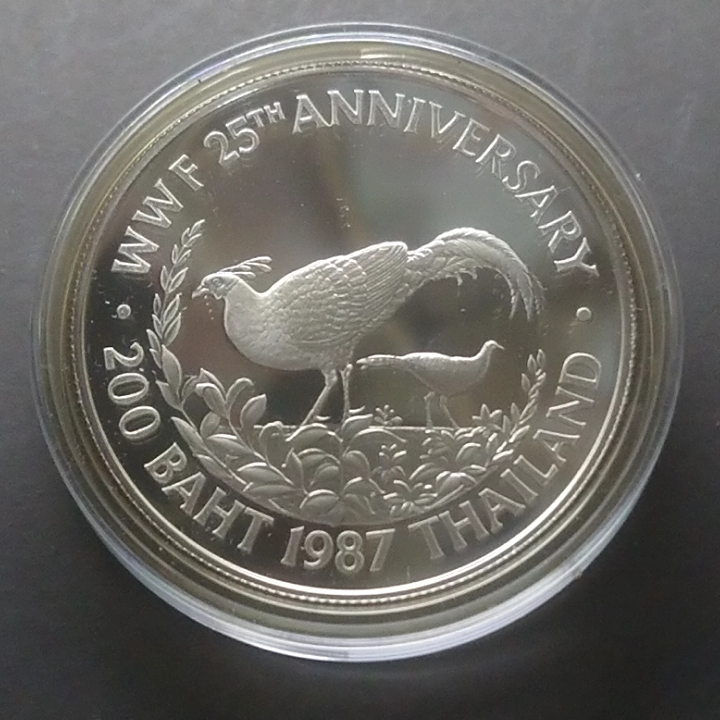 WWF 25TH ANNIVERSARY
200 BAHT 1987 THAILAND